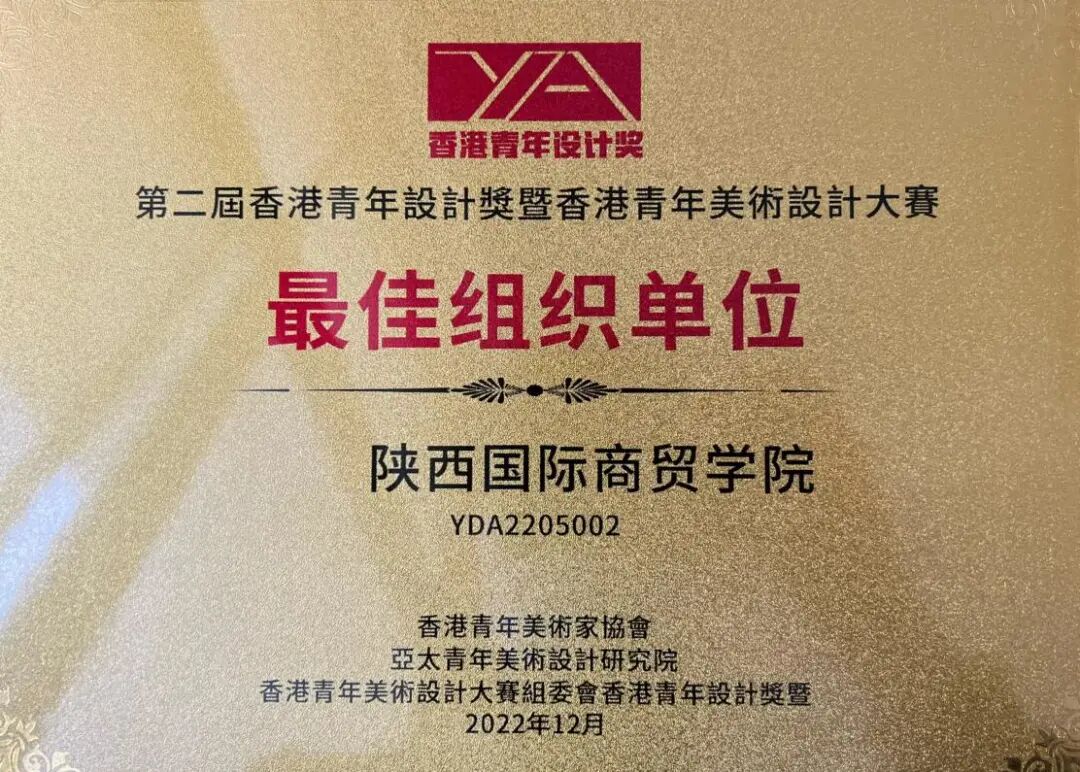 YDA
香港青年设计奖
第二屆香港青年設計獎暨香港青年美術設計大賽
最佳组织单位
陕西国际商贸学院
YDA2205002
香港青年美術家協會
亞太青年美術設計研究院
香港青年美術設計大賽組委會香港青年設計獎暨
2022年12月